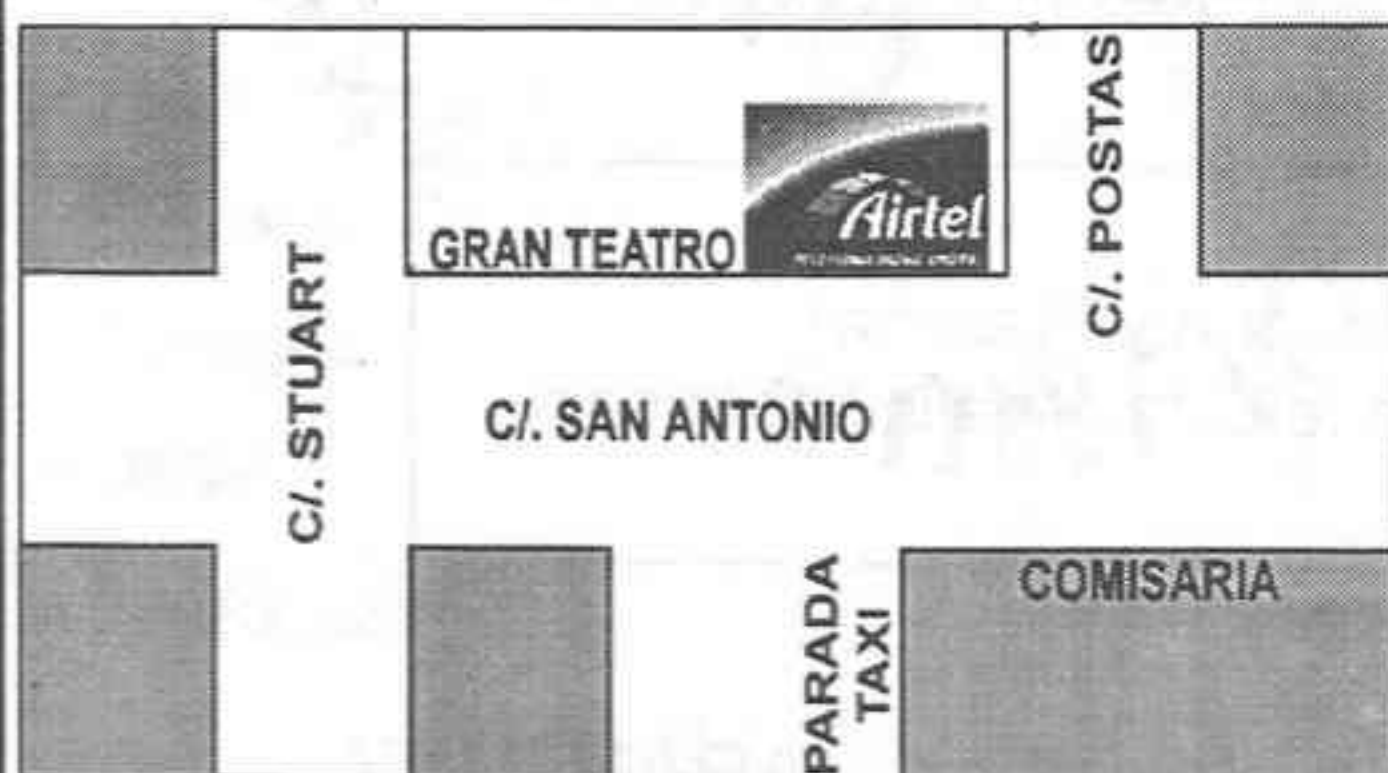 C/. POSTAS
Airtel
GRAN TEATRO
C/. STUART
C/. SAN ANTONIO
COMISARIA
PARADA
TAXI